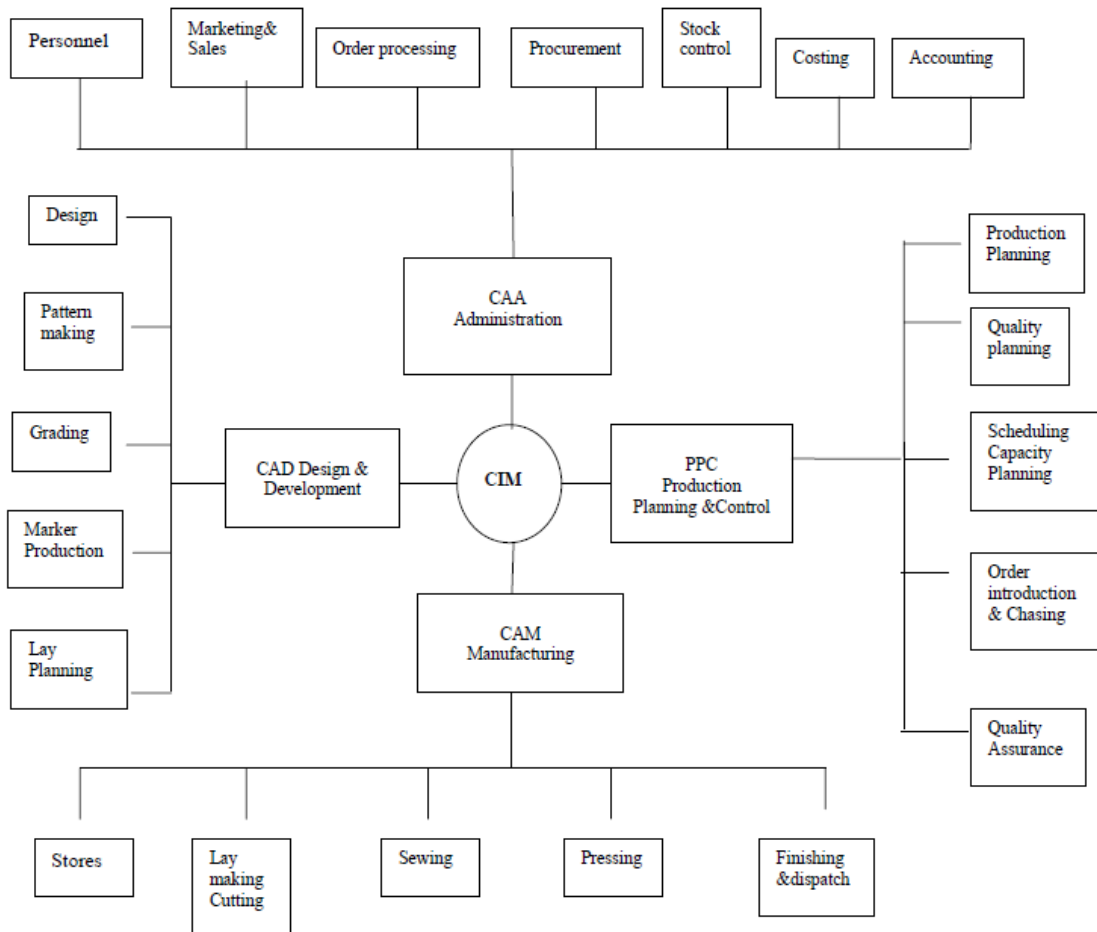 Personnel
Marketing&
Sales
Order processing
Procurement
Stock
control
Costing
Accounting
Design
Pattern
making
Grading
Marker
Production
Lay
Planning
CAA
Administration
CAD Design &
Development
CIM
PPC
Production
Planning &Control
CAM
Manufacturing
Production
Planning
Quality
planning
Scheduling
Capacity
Planning
Order
introduction
& Chasing
Quality
Assurance
Stores
Lay
making
Cutting
Sewing
Pressing
Finishing
&dispatch